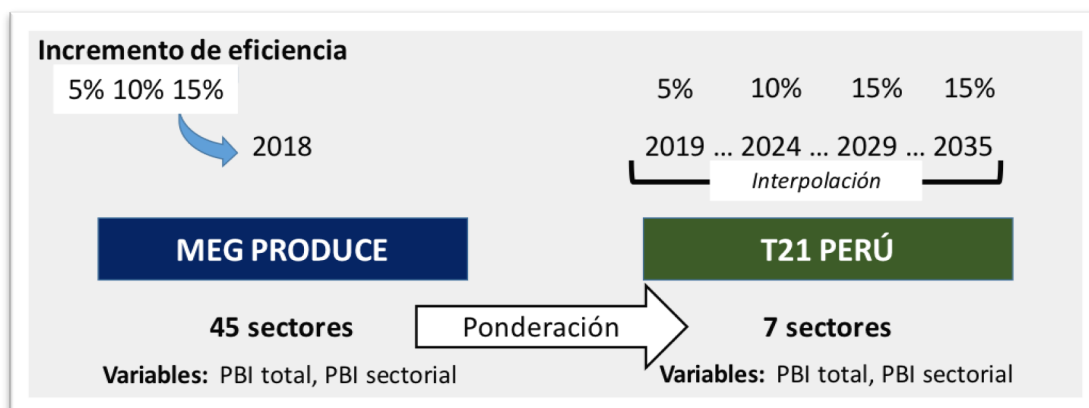 Incremento de eficiencia
5% 10% 15%
2018
5% 10% 15% 15%
2019 ... 2024 ... 2029 ... 2035
Interpolación
MEG PRODUCE
T21 PERÚ
45 sectores
Ponderación
7 sectores
Variables: PBI total, PBI sectorial
Variables: PBI total, PBI sectorial